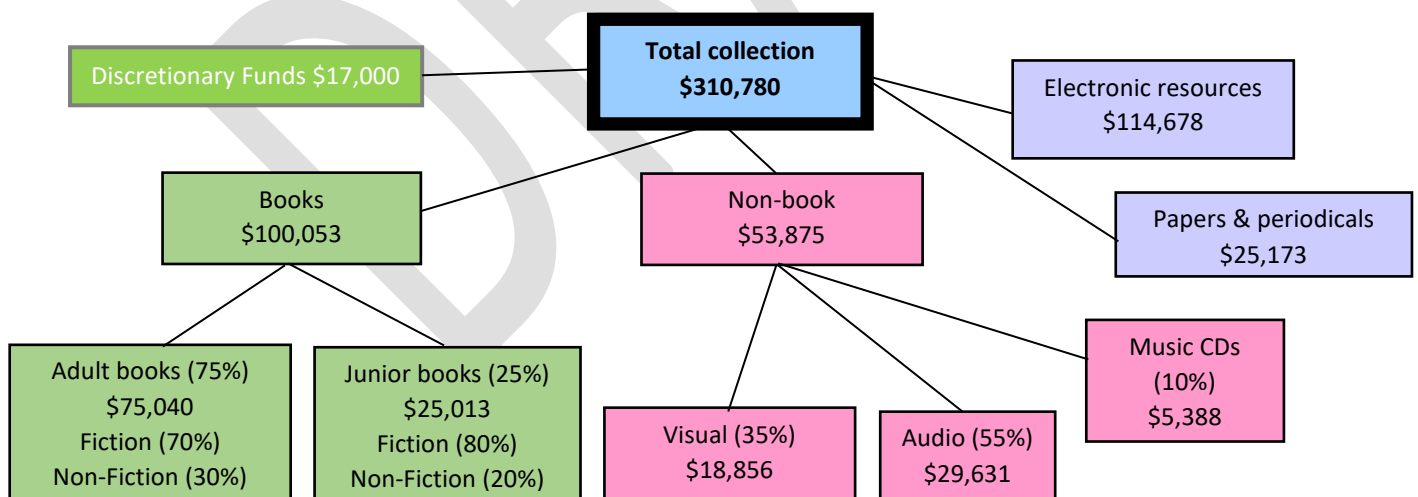 Total collection
$310,780
Discretionary Funds $17,000
Electronic resources
$114,678
Books
$100,053
Non-book
$53,875
Papers & periodicals
$25,173
Adult books (75%)
$75,040
Fiction (70%)
Non-Fiction (30%)
Junior books (25%)
$25,013
Fiction (80%)
Non-Fiction (20%)
Visual (35%)
$18,856
Audio (55%)
$29,631
Music CDs
(10%)
$5,388